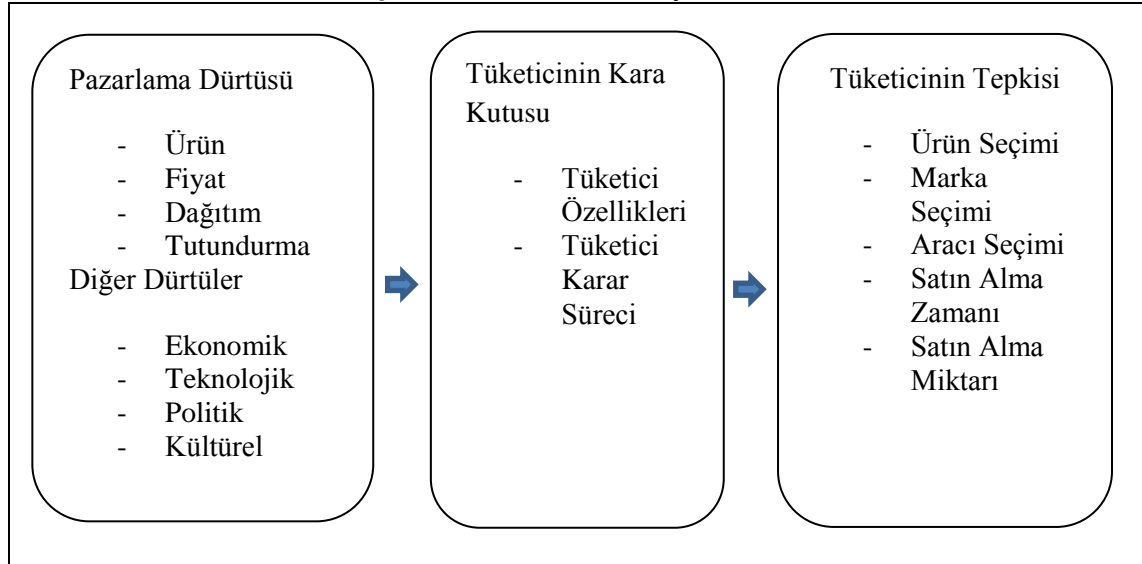 Pazarlama Dürtüsü
- Ürün
- Fiyat
- Dağıtım
- Tutundurma
Diğer Dürtüler
- Ekonomik
- Teknolojik
- Politik
- Kültürel
Tüketicinin Kara
Kutusu
- Tüketici
Özellikleri
- Tüketici
Karar
Süreci
Tüketicinin Tepkisi
- Ürün Seçimi
- Marka
Seçimi
- Aracı Seçimi
- Satın Alma
Zamanı
- Satın Alma
Miktarı